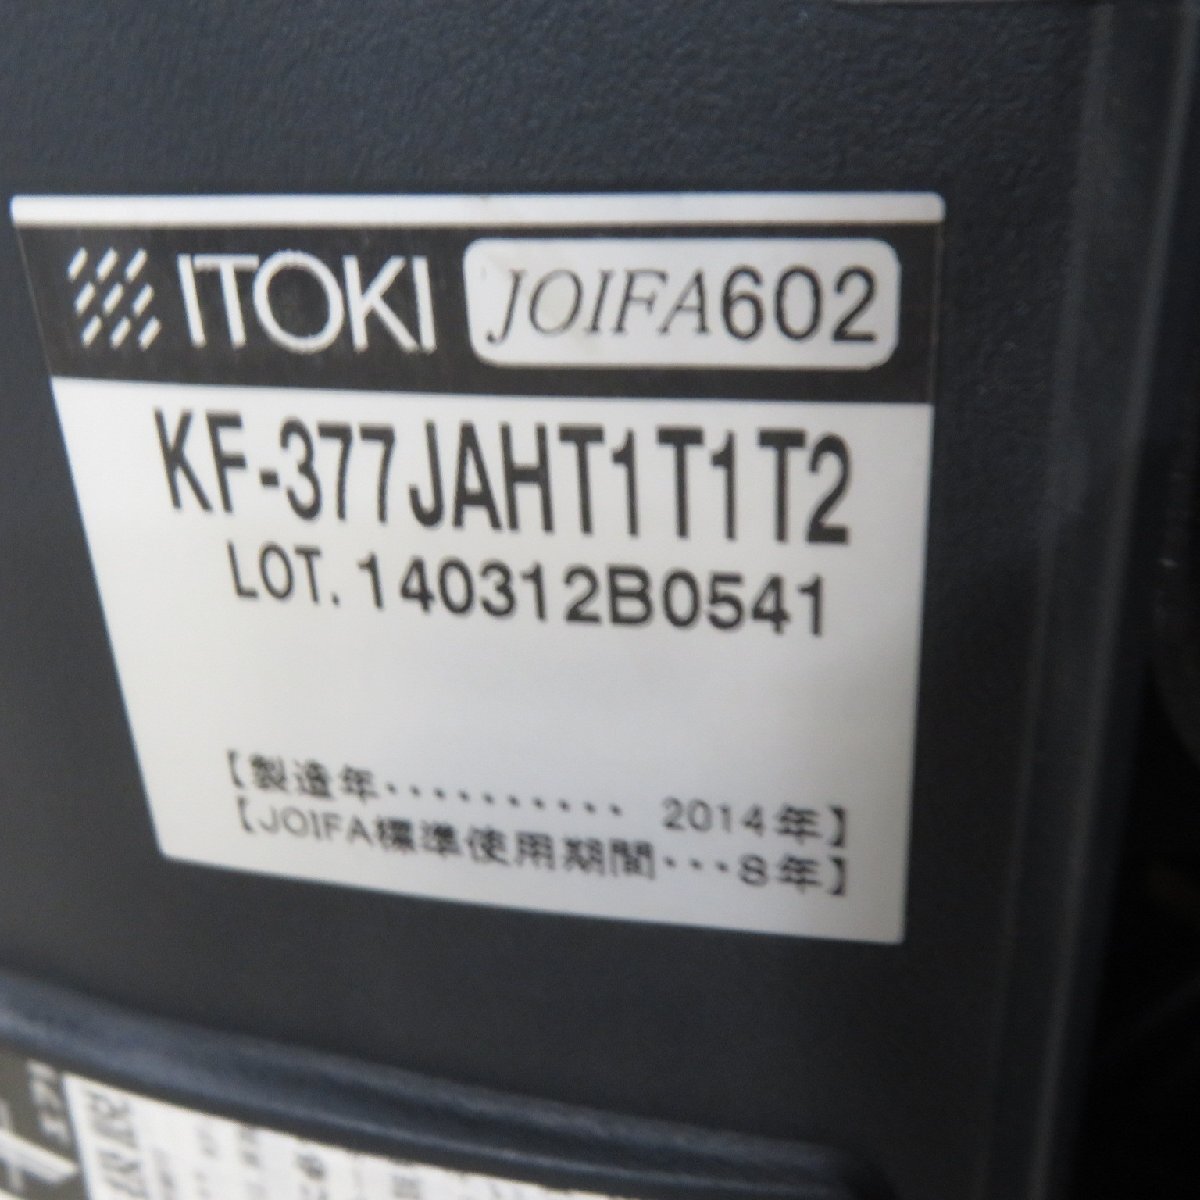 ITOKI JOIFA602
KF-377JAHT1T1T2
LOT. 140312B0541
【製造年・・・・・・・・・・ 2014年】
【JOIFA標準使用期間・・・8年】